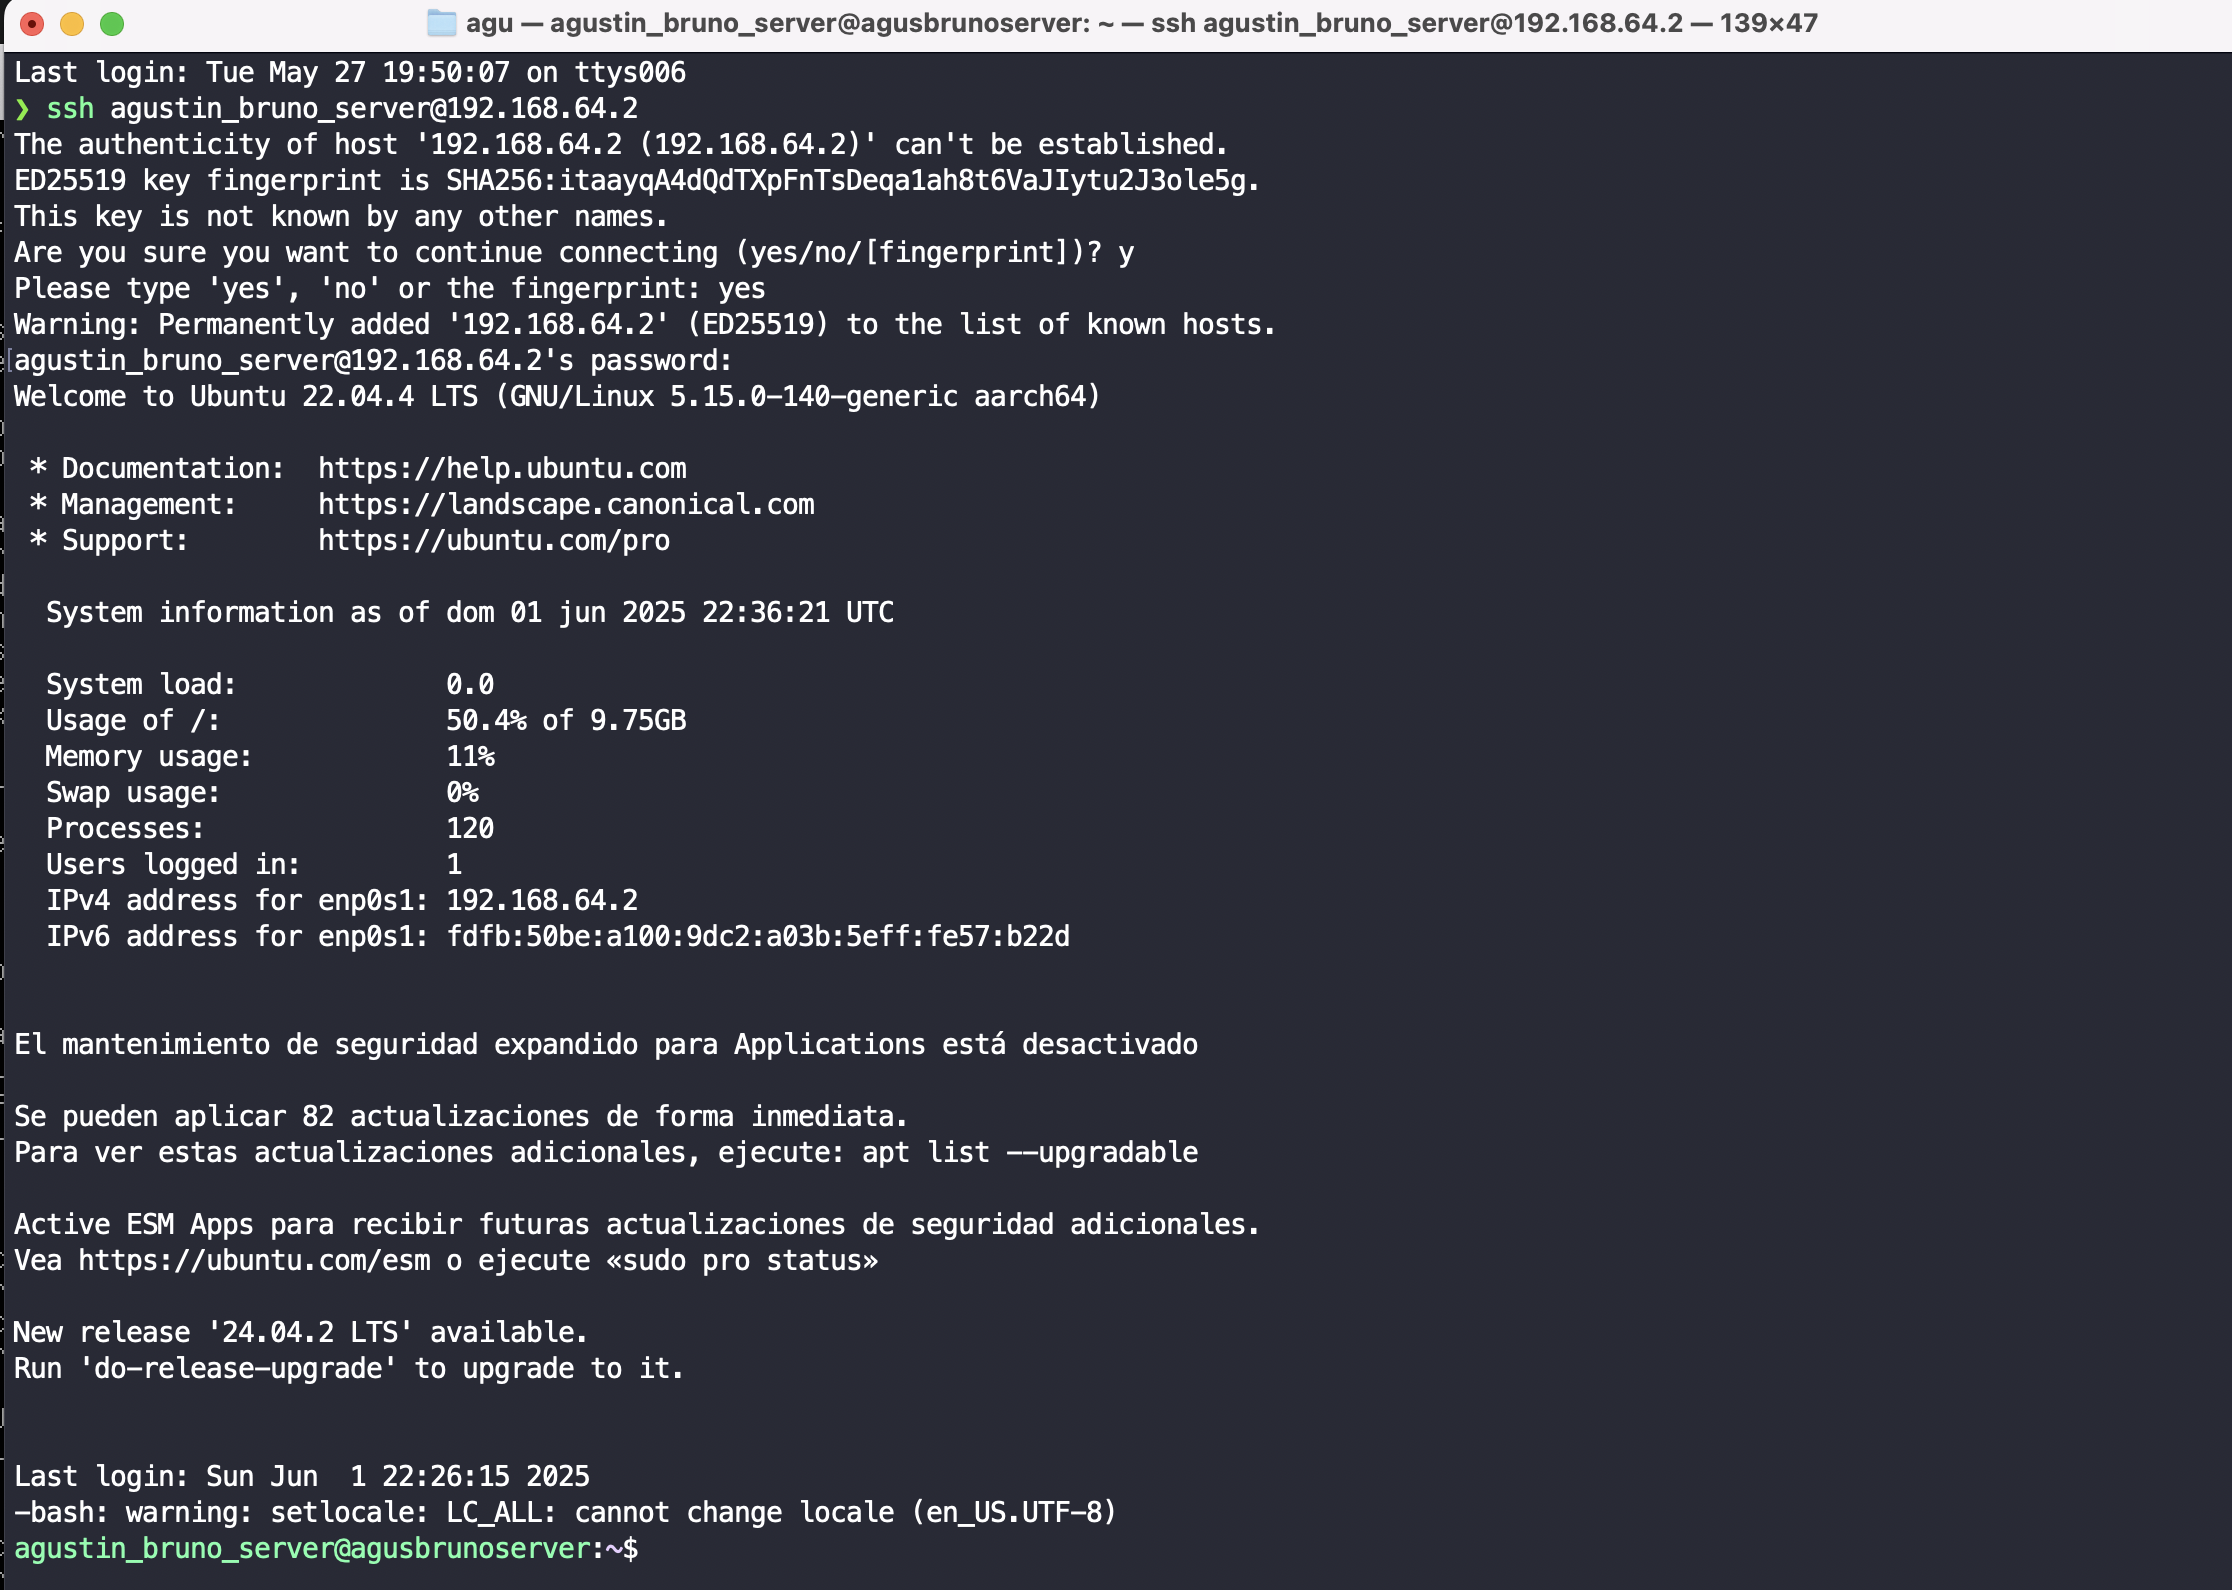 agu — agustin_bruno_server@agusbrunoserver: ~ — ssh agustin_bruno_server@192.168.64.2 — 139×47
Last login: Tue May 27 19:50:07 on ttys006
❯ ssh agustin_bruno_server@192.168.64.2
The authenticity of host '192.168.64.2 (192.168.64.2)' can't be established.
ED25519 key fingerprint is SHA256:itaayqA4dQdTXpFnTsDeqa1ah8t6VaJIytu2J3ole5g.
This key is not known by any other names.
Are you sure you want to continue connecting (yes/no/[fingerprint])? y
Please type 'yes', 'no' or the fingerprint: yes
Warning: Permanently added '192.168.64.2' (ED25519) to the list of known hosts.
[agustin_bruno_server@192.168.64.2's password:
Welcome to Ubuntu 22.04.4 LTS (GNU/Linux 5.15.0-140-generic aarch64)
* Documentation:  https://help.ubuntu.com
* Management:     https://landscape.canonical.com
* Support:        https://ubuntu.com/pro
System information as of dom 01 jun 2025 22:36:21 UTC
System load:             0.0
Usage of /:              50.4% of 9.75GB
Memory usage:            11%
Swap usage:              0%
Processes:               120
Users logged in:         1
IPv4 address for enp0s1: 192.168.64.2
IPv6 address for enp0s1: fdfb:50be:a100:9dc2:a03b:5eff:fe57:b22d
El mantenimiento de seguridad expandido para Applications está desactivado
Se pueden aplicar 82 actualizaciones de forma inmediata.
Para ver estas actualizaciones adicionales, ejecute: apt list --upgradable
Active ESM Apps para recibir futuras actualizaciones de seguridad adicionales.
Vea https://ubuntu.com/esm o ejecute «sudo pro status»
New release '24.04.2 LTS' available.
Run 'do-release-upgrade' to upgrade to it.
Last login: Sun Jun  1 22:26:15 2025
-bash: warning: setlocale: LC_ALL: cannot change locale (en_US.UTF-8)
agustin_bruno_server@agusbrunoserver:~$